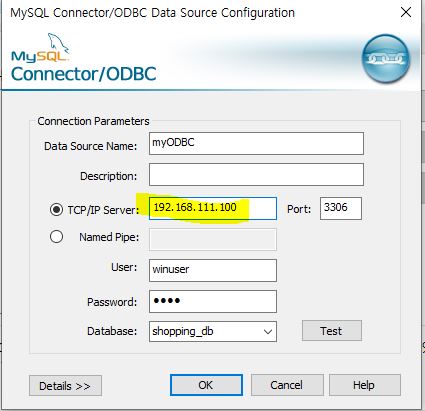 MySQL Connector/ODBC Data Source Configuration
MySQL
Connector/ODBC
Connection Parameters
Data Source Name: myODBC
Description:
TCP/IP Server: 192.168.111.100 Port: 3306
Named Pipe:
User: winuser
Password: ●●●●
Database: shopping_db Test
Details >> OK Cancel Help